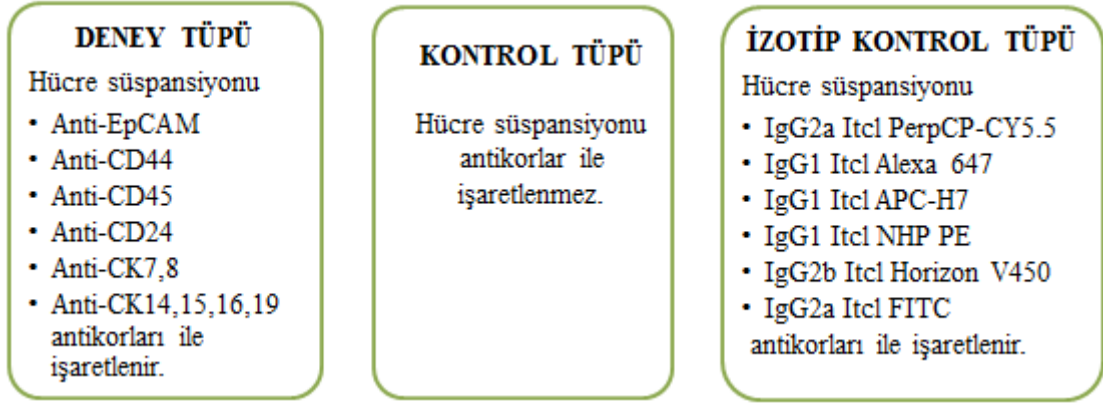 DENEY TÜPÜ
Hücre süspansiyonu
• Anti-EpCAM
• Anti-CD44
• Anti-CD45
• Anti-CD24
• Anti-CK7,8
• Anti-CK14,15,16,19
antikorları ile
işaretlenir.
KONTROL TÜPÜ
Hücre süspansiyonu
antikorlar ile
işaretlenmez.
İZOTİP KONTROL TÜPÜ
Hücre süspansiyonu
• IgG2a Itcl PerpCP-CY5.5
• IgG1 Itcl Alexa 647
• IgG1 Itcl APC-H7
• IgG1 Itcl NHP PE
• IgG2b Itcl Horizon V450
• IgG2a Itcl FITC
antikorları ile işaretlenir.